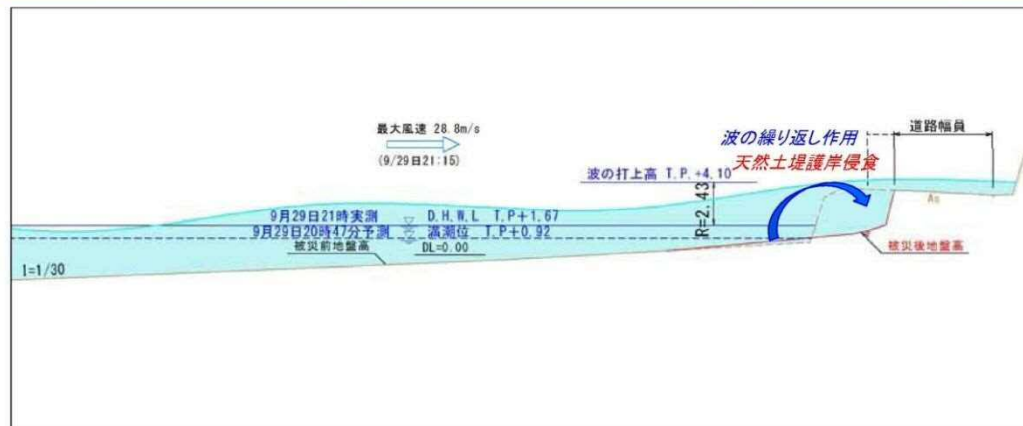 最大風速 28.8m/s
(9/29日21:15)
波の繰り返し作用
天然土堤護岸侵食
道路幅員
波の打上高 T.P.+4.10
R=2.43
As
9月29日21時実測 D.H.W.L T.P+1.67
9月29日20時47分予測 満潮位 T.P+0.92
被災前地盤高
DL=0.00
被災後地盤高
I=1/30